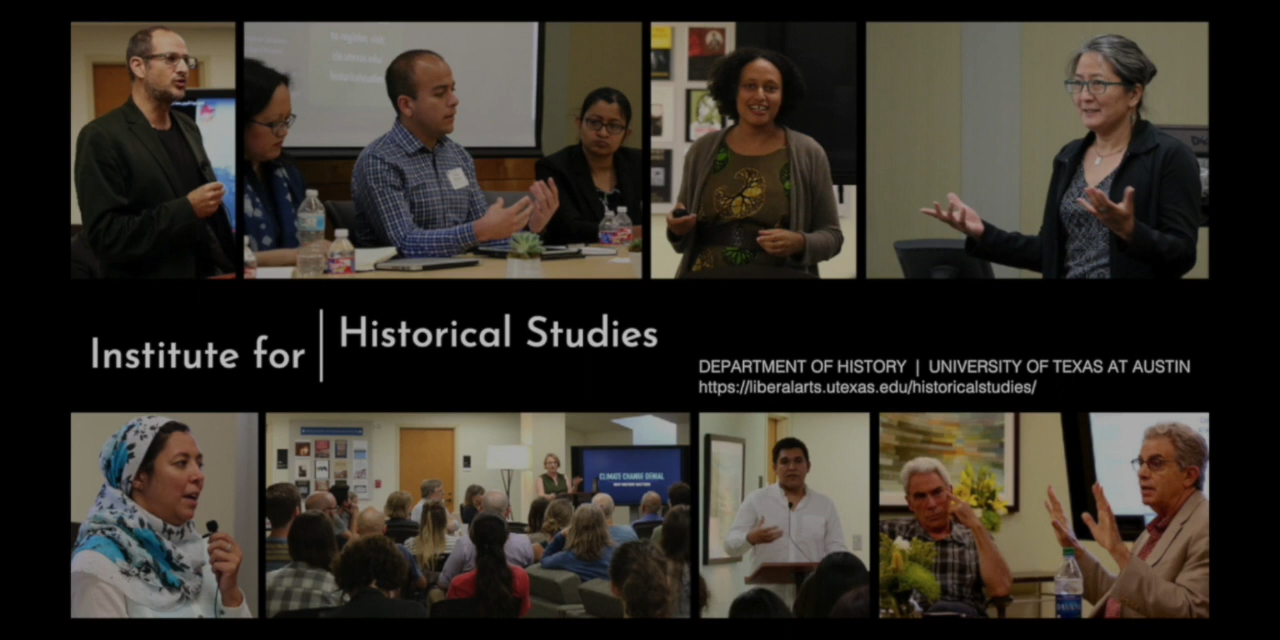 Institute for
Historical Studies
DEPARTMENT OF HISTORY | UNIVERSITY OF TEXAS AT AUSTIN
https://liberalarts.utexas.edu/historicalstudies/
CLIMATE CHANGE DENIAL